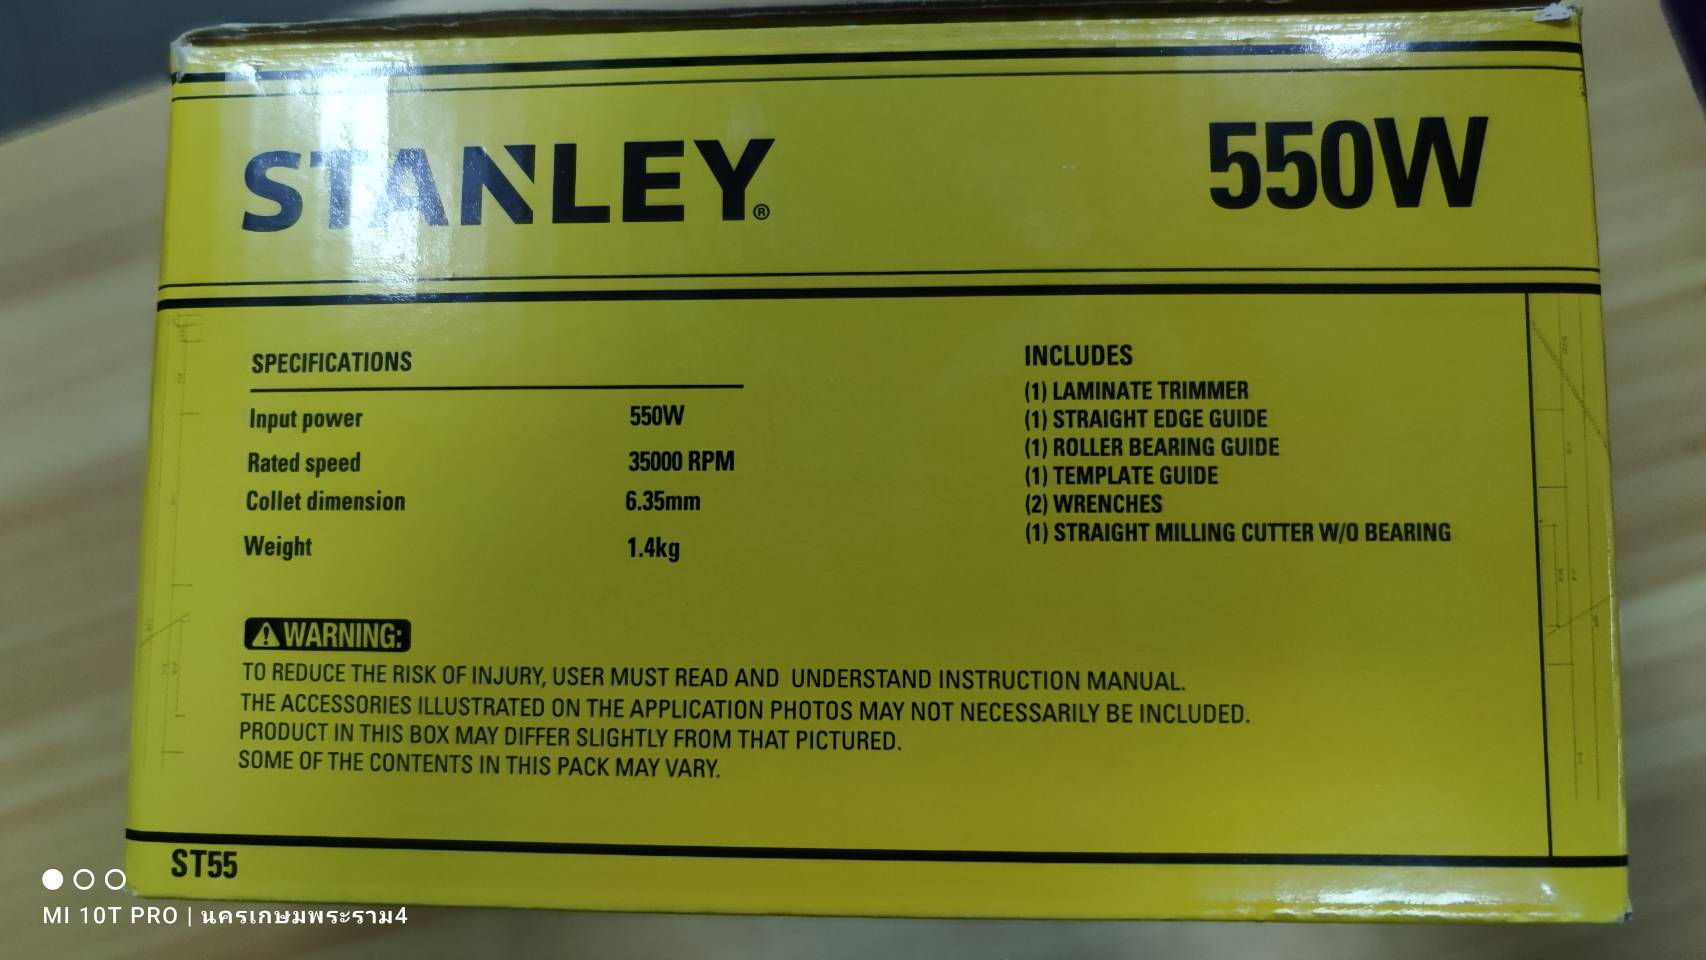 STANLEY®
550W
SPECIFICATIONS
Input power 550W
Rated speed 35000 RPM
Collet dimension 6.35mm
Weight 1.4kg
INCLUDES
(1) LAMINATE TRIMMER
(1) STRAIGHT EDGE GUIDE
(1) ROLLER BEARING GUIDE
(1) TEMPLATE GUIDE
(2) WRENCHES
(1) STRAIGHT MILLING CUTTER W/O BEARING
WARNING:
TO REDUCE THE RISK OF INJURY, USER MUST READ AND UNDERSTAND INSTRUCTION MANUAL.
THE ACCESSORIES ILLUSTRATED ON THE APPLICATION PHOTOS MAY NOT NECESSARILY BE INCLUDED.
PRODUCT IN THIS BOX MAY DIFFER SLIGHTLY FROM THAT PICTURED.
SOME OF THE CONTENTS IN THIS PACK MAY VARY.
ST55
MI 10T PRO | นครเกษมพระราม4